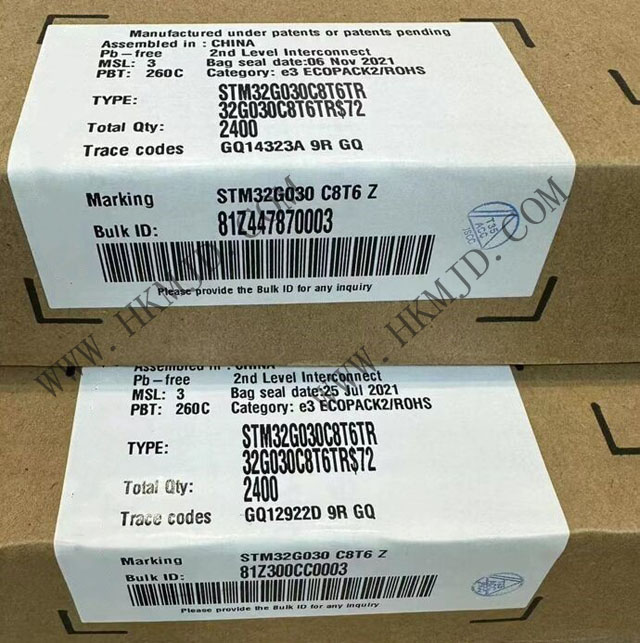 Manufactured under patents or patents pending
Assembled in : CHINA
Pb-free 2nd Level Interconnect
MSL: 3 Bag seal date:06 Nov 2021
PBT: 260C Category: e3 ECOPACK2/ROHS
TYPE: STM32G030C8T6TR
32G030C8T6TR$72
Total Qty: 2400
Trace codes GQ14323A 9R GQ
Marking STM32G030 C8T6 Z
Bulk ID: 81Z447870003
T35
ACC
JSCC
Please provide the Bulk ID for any inquiry
WWW.HKMJD.COM
WWW.HKMJD.COM
Assembled in : CHINA
Pb-free 2nd Level Interconnect
MSL: 3 Bag seal date:25 Jul 2021
PBT: 260C Category: e3 ECOPACK2/ROHS
TYPE: STM32G030C8T6TR
32G030C8T6TR$72
Total Qty: 2400
Trace codes GQ12922D 9R GQ
Marking STM32G030 C8T6 Z
Bulk ID: 81Z300CC0003
Please provide the Bulk ID for any inquiry